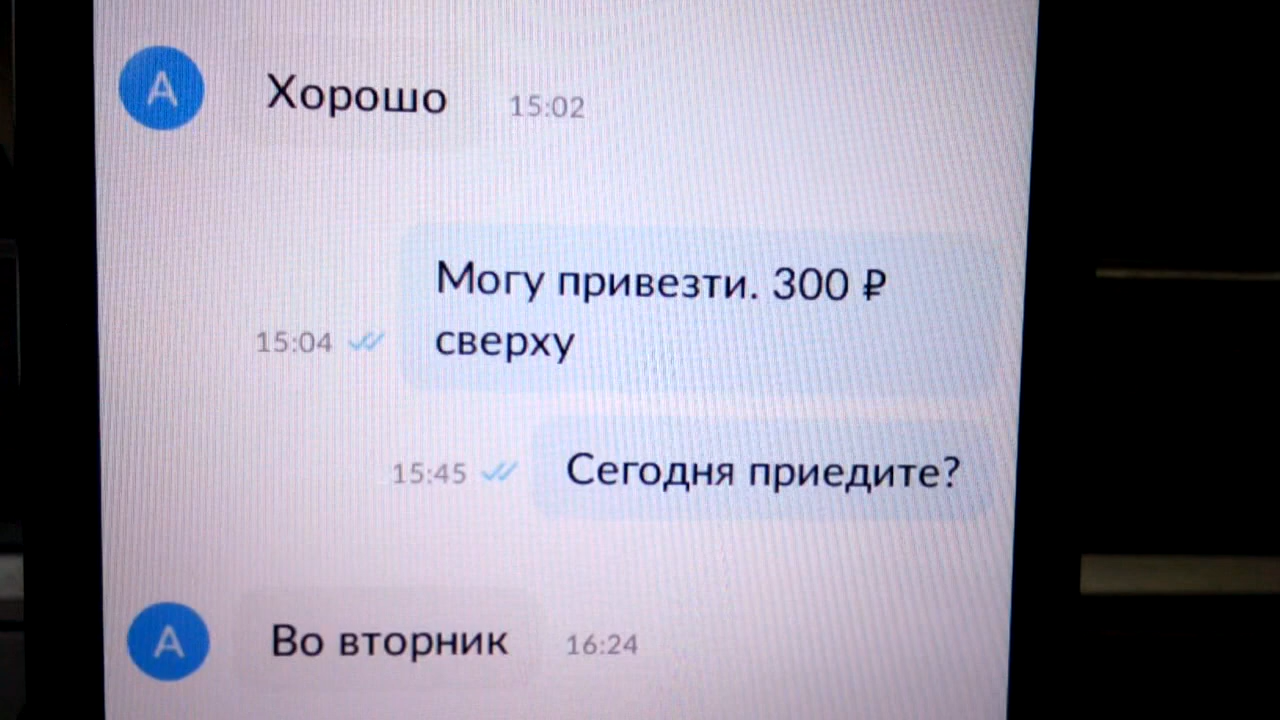 А
Хорошо 15:02
Могу привезти. 300 ₽
15:04 сверху
15:45 Сегодня приедите?
А
Во вторник 16:24